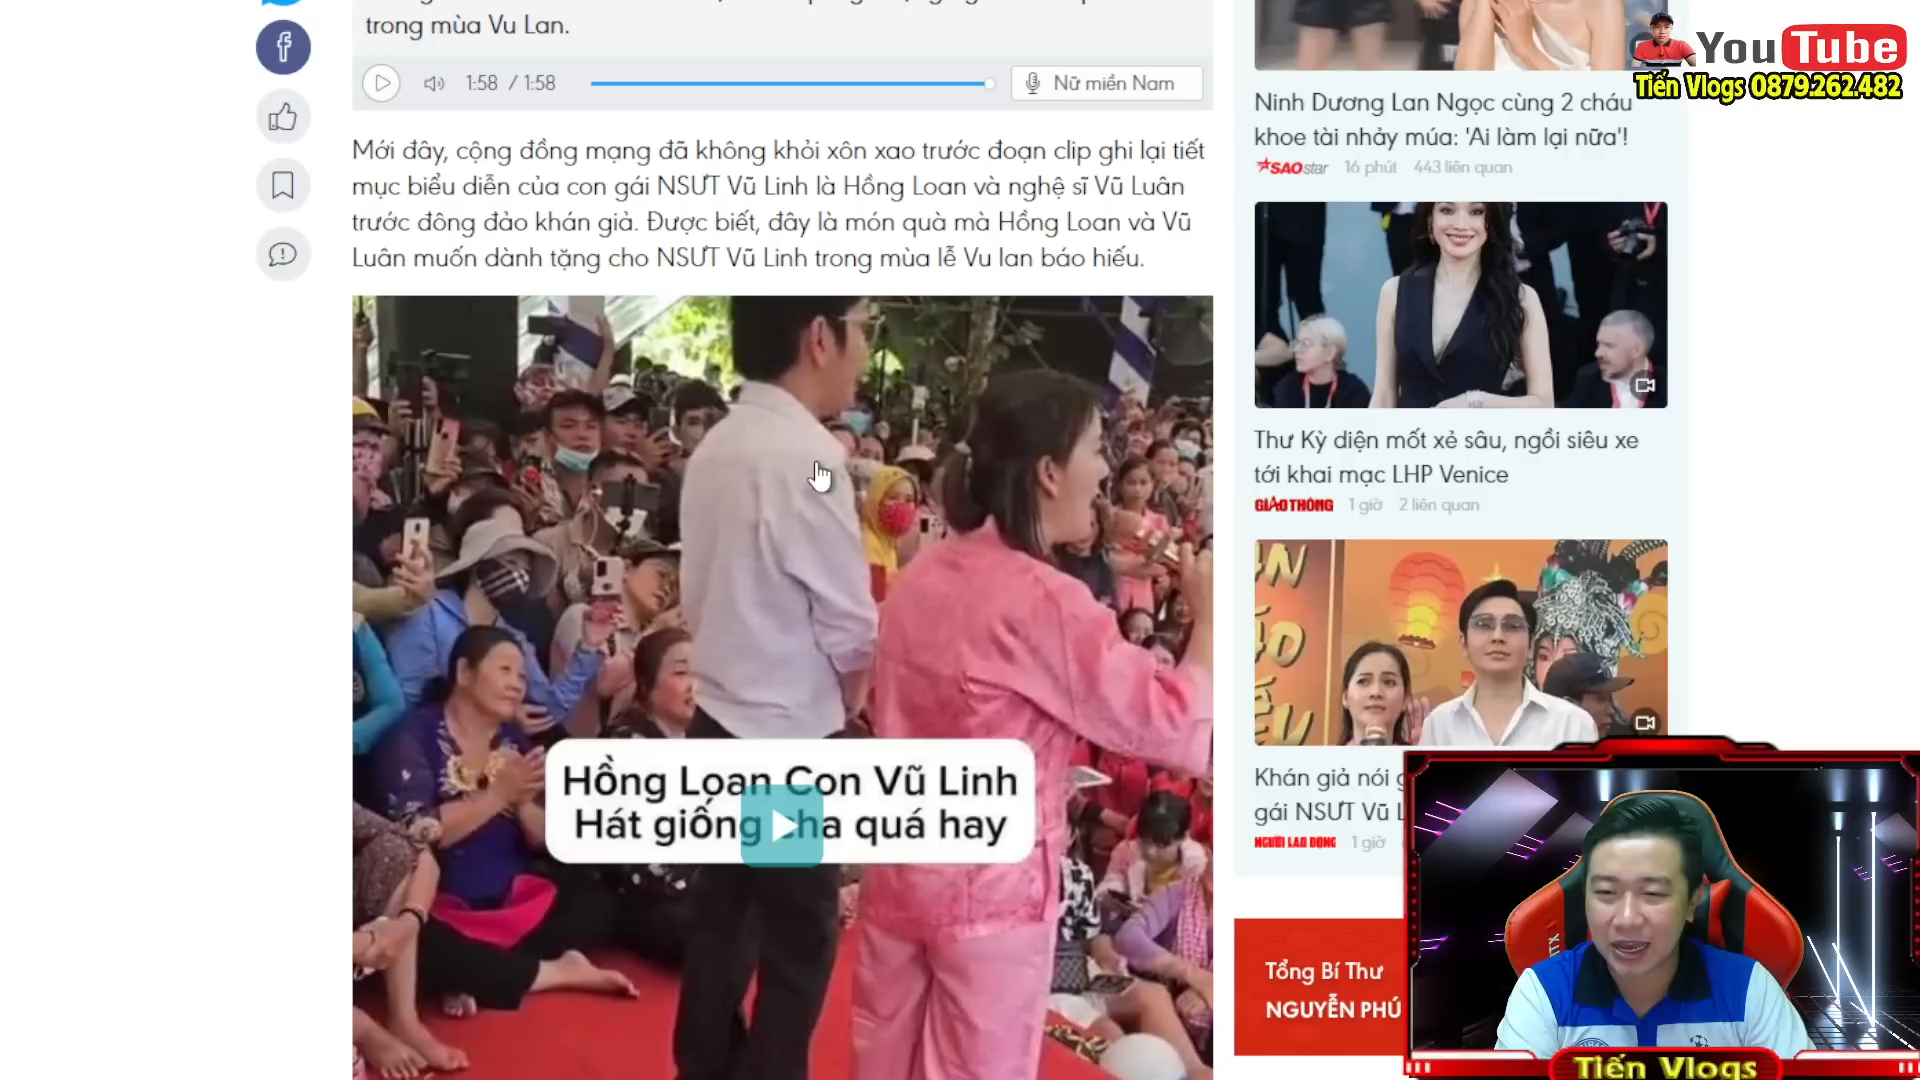 trong mùa Vu Lan.
1:58 / 1:58
Nữ miền Nam
Mới đây, cộng đồng mạng đã không khỏi xôn xao trước đoạn clip ghi lại tiết
mục biểu diễn của con gái NSƯT Vũ Linh là Hồng Loan và nghệ sĩ Vũ Luân
trước đông đảo khán giả. Được biết, đây là món quà mà Hồng Loan và Vũ
Luân muốn dành tặng cho NSƯT Vũ Linh trong mùa lễ Vu lan báo hiếu.
Hồng Loan Con Vũ Linh
Hát giống cha quá hay
YouTube
Tiến Vlogs 0879.262.482
Ninh Dương Lan Ngọc cùng 2 cháu
khoe tài nhảy múa: 'Ai làm lại nữa'!
SAOstar 16 phút 443 liên quan
Thư Kỳ diện mốt xẻ sâu, ngồi siêu xe
tới khai mạc LHP Venice
GIAOTHÔNG 1 giờ 2 liên quan
Khán giả nói
gái NSƯT Vũ L
NGƯỜI LAO ĐỘNG 1 giờ
Tổng Bí Thư
NGUYỄN PHÚ
Tiến Vlogs